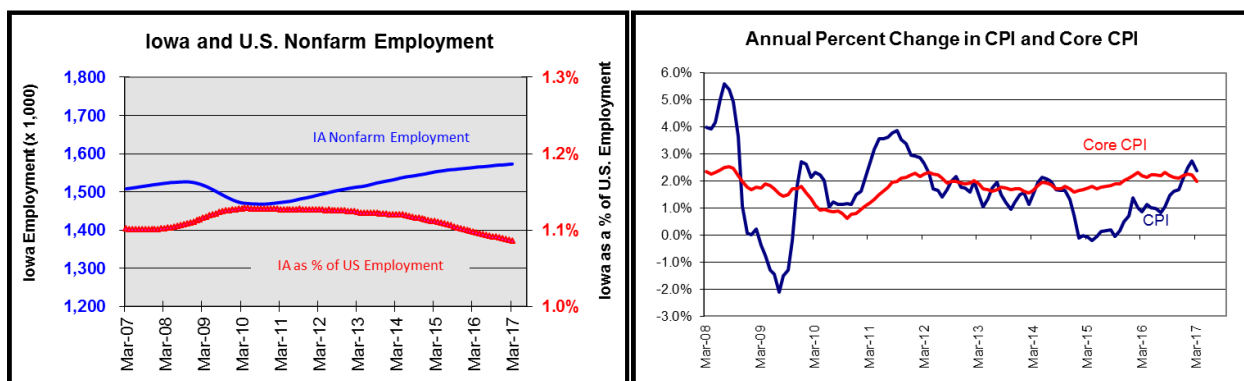 Iowa and U.S. Nonfarm Employment
Iowa Employment (x 1,000)
1,800
1,700
1,600
1,500
1,400
1,300
1,200
IA Nonfarm Employment
IA as % of US Employment
1.3%
1.2%
1.1%
1.0%
Iowa as a % of U.S. Employment
Mar-07
Mar-08
Mar-09
Mar-10
Mar-11
Mar-12
Mar-13
Mar-14
Mar-15
Mar-16
Mar-17
Annual Percent Change in CPI and Core CPI
6.0%
5.0%
4.0%
3.0%
2.0%
1.0%
0.0%
-1.0%
-2.0%
-3.0%
Core CPI
CPI
Mar-08
Mar-09
Mar-10
Mar-11
Mar-12
Mar-13
Mar-14
Mar-15
Mar-16
Mar-17